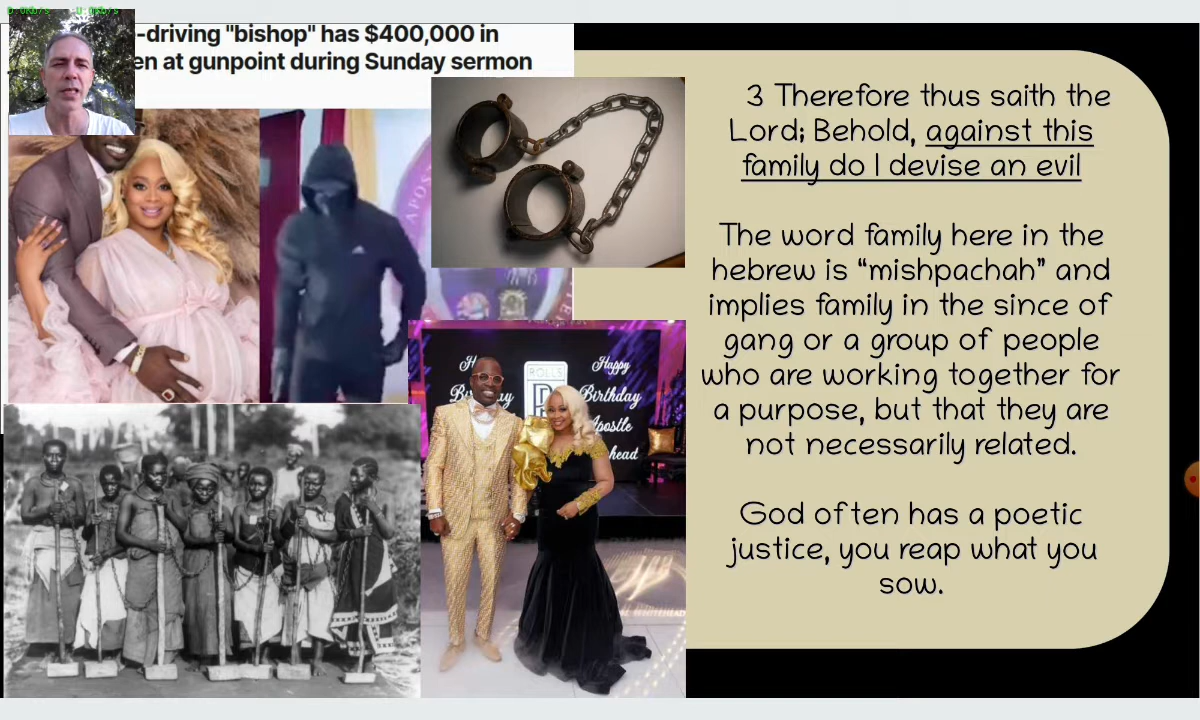 -driving "bishop" has $400,000 in
en at gunpoint during Sunday sermon
APOST
ROLLS
Happy
Birthday
Birthday
Apostle
head
3 Therefore thus saith the
Lord; Behold, against this
family do I devise an evil
The word family here in the
hebrew is “mishpachah” and
implies family in the since of
gang or a group of people
who are working together for
a purpose, but that they are
not necessarily related.
God often has a poetic
justice, you reap what you
sow.